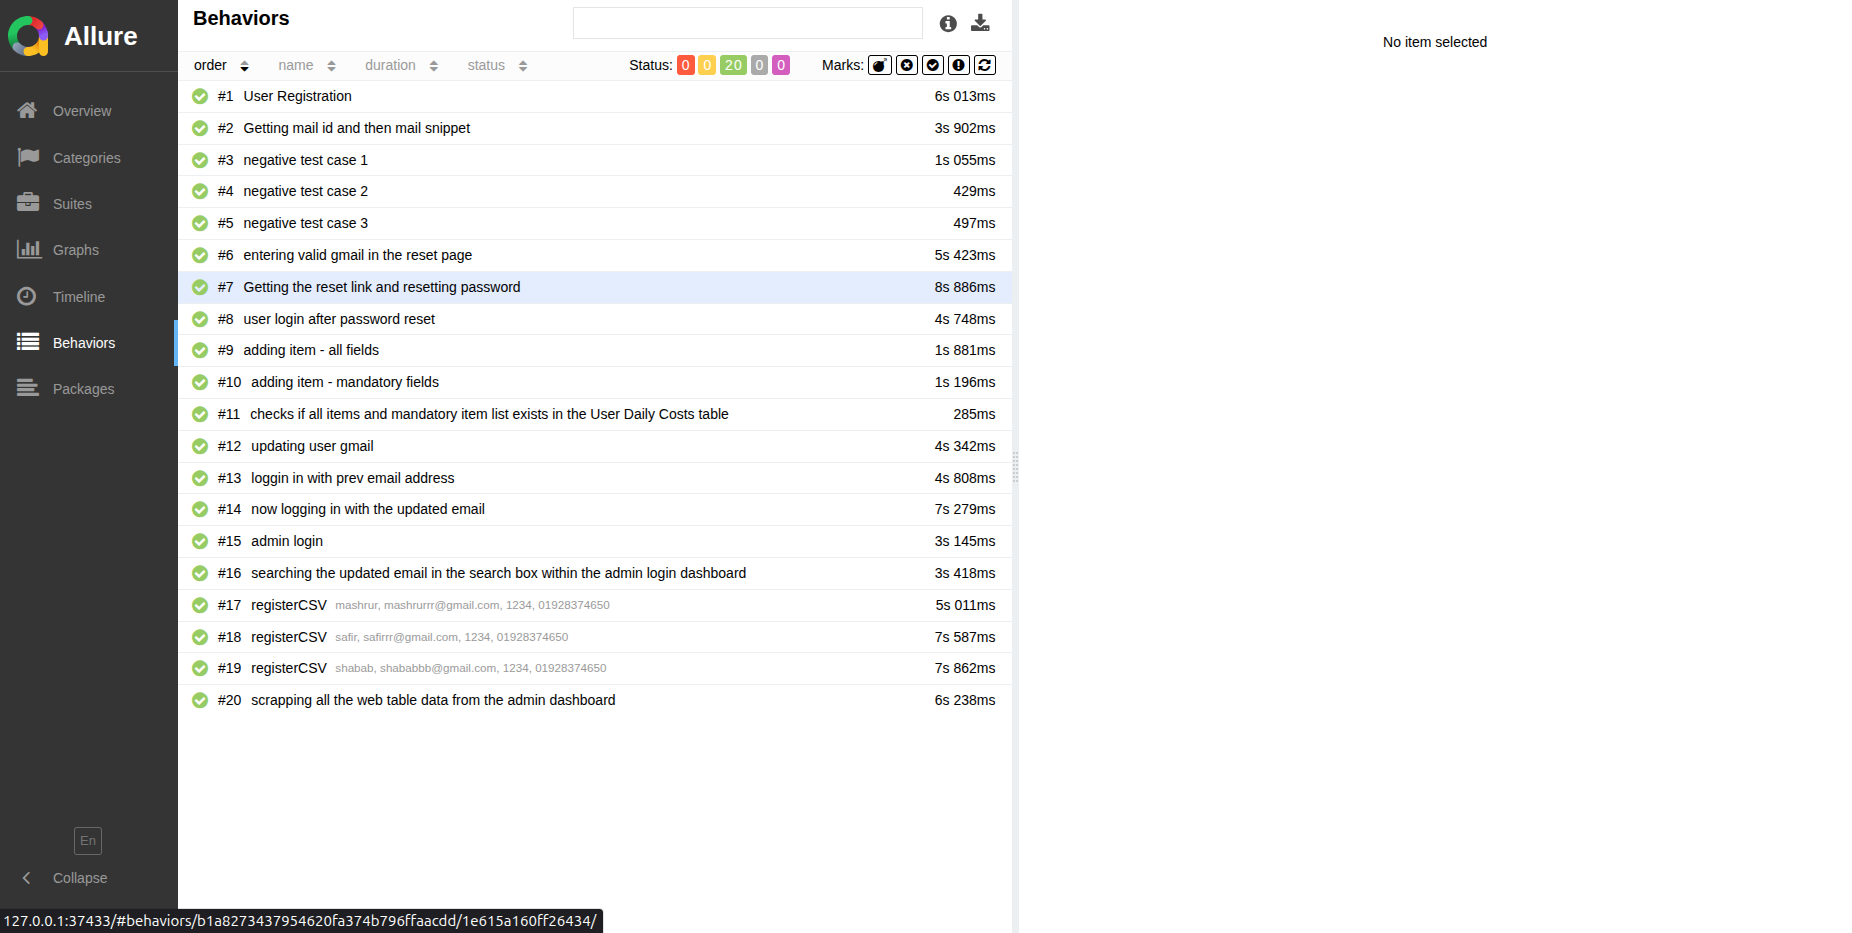 Allure
Overview
Categories
Suites
Graphs
Timeline
Behaviors
Packages
En
Collapse
Behaviors
order name duration status Status: 0 0 20 0 0 Marks:
#1 User Registration 6s 013ms
#2 Getting mail id and then mail snippet 3s 902ms
#3 negative test case 1 1s 055ms
#4 negative test case 2 429ms
#5 negative test case 3 497ms
#6 entering valid gmail in the reset page 5s 423ms
#7 Getting the reset link and resetting password 8s 886ms
#8 user login after password reset 4s 748ms
#9 adding item - all fields 1s 881ms
#10 adding item - mandatory fields 1s 196ms
#11 checks if all items and mandatory item list exists in the User Daily Costs table 285ms
#12 updating user gmail 4s 342ms
#13 loggin in with prev email address 4s 808ms
#14 now logging in with the updated email 7s 279ms
#15 admin login 3s 145ms
#16 searching the updated email in the search box within the admin login dashboard 3s 418ms
#17 registerCSV mashrur, mashrurrr@gmail.com, 1234, 01928374650 5s 011ms
#18 registerCSV safir, safirrr@gmail.com, 1234, 01928374650 7s 587ms
#19 registerCSV shabab, shababbb@gmail.com, 1234, 01928374650 7s 862ms
#20 scrapping all the web table data from the admin dashboard 6s 238ms
No item selected
127.0.0.1:37433/#behaviors/b1a8273437954620fa374b796ffaacdd/1e615a160ff26434/